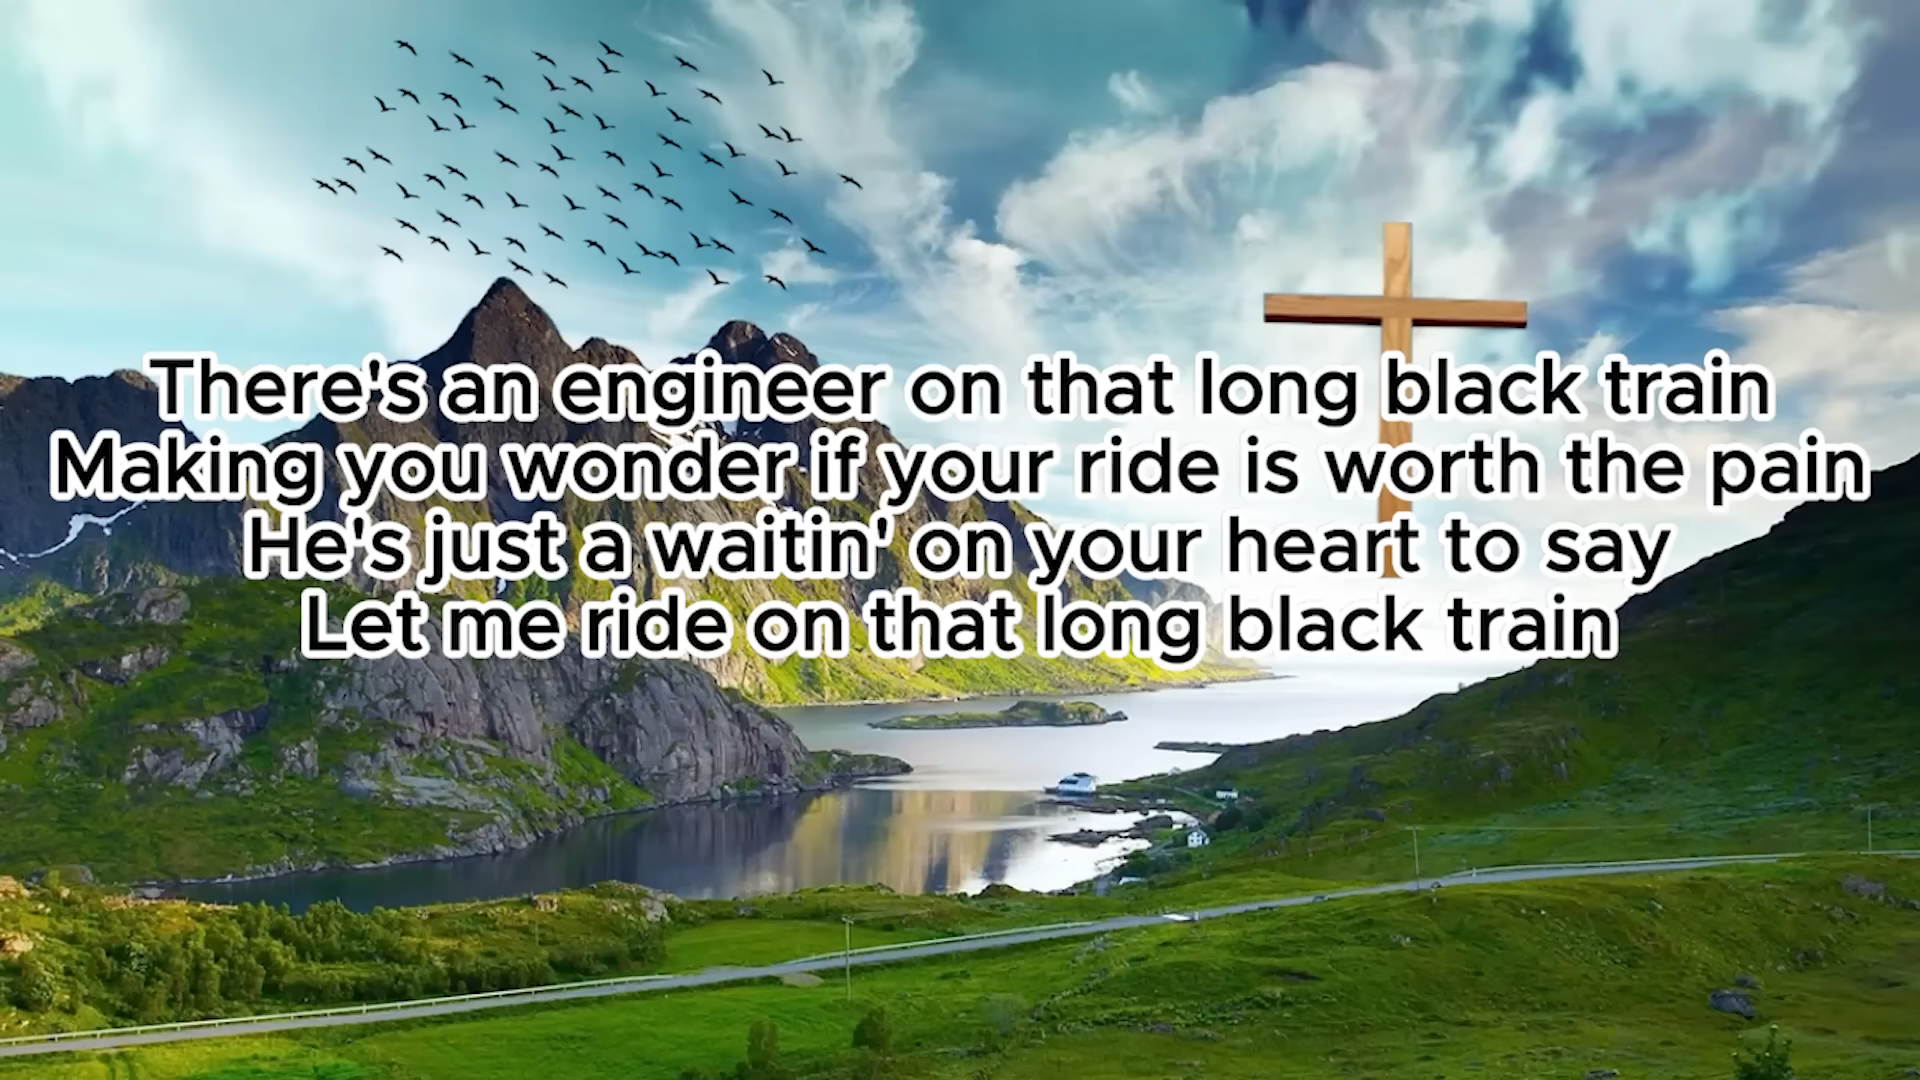 There's an engineer on that long black train
Making you wonder if your ride is worth the pain
He's just a waitin' on your heart to say
Let me ride on that long black train